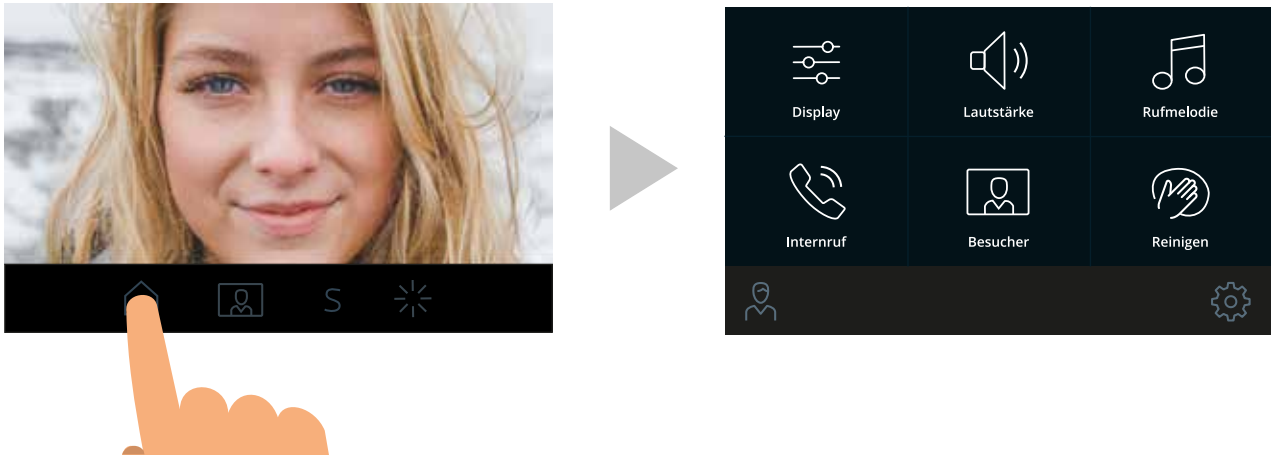 S
Display
Lautstärke
Rufmelodie
Internruf
Besucher
Reinigen